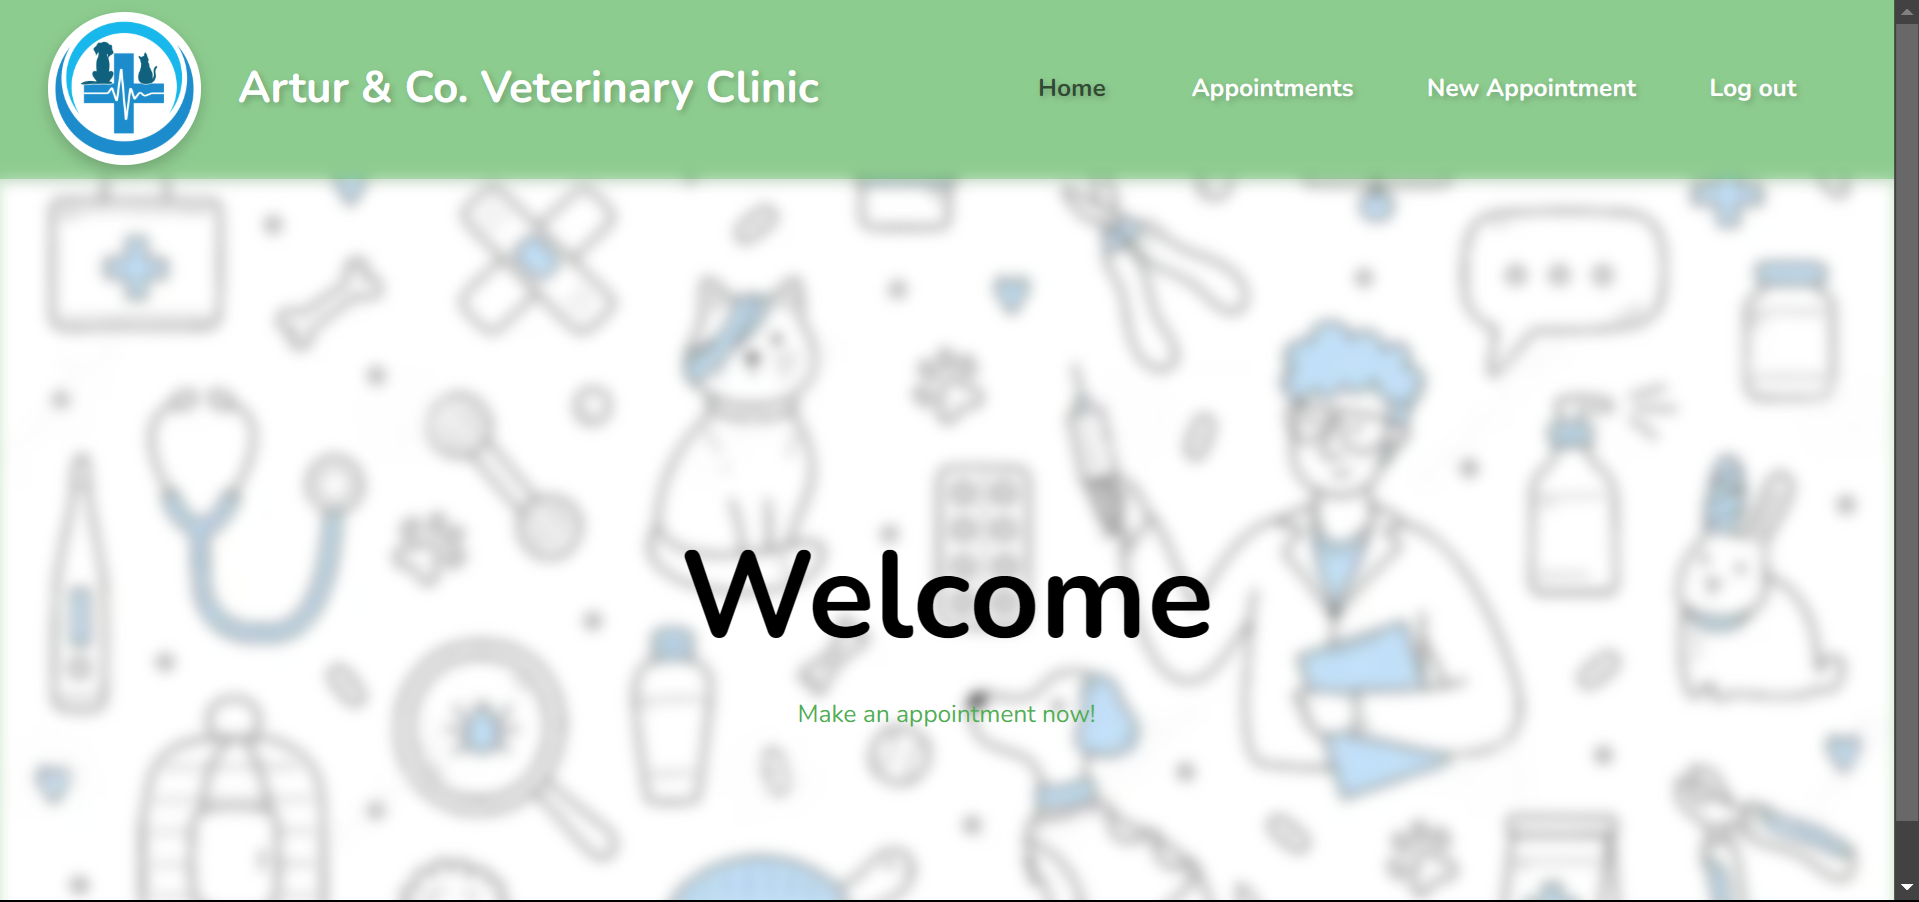 Artur & Co. Veterinary Clinic
Home
Appointments
New Appointment
Log out
Welcome
Make an appointment now!